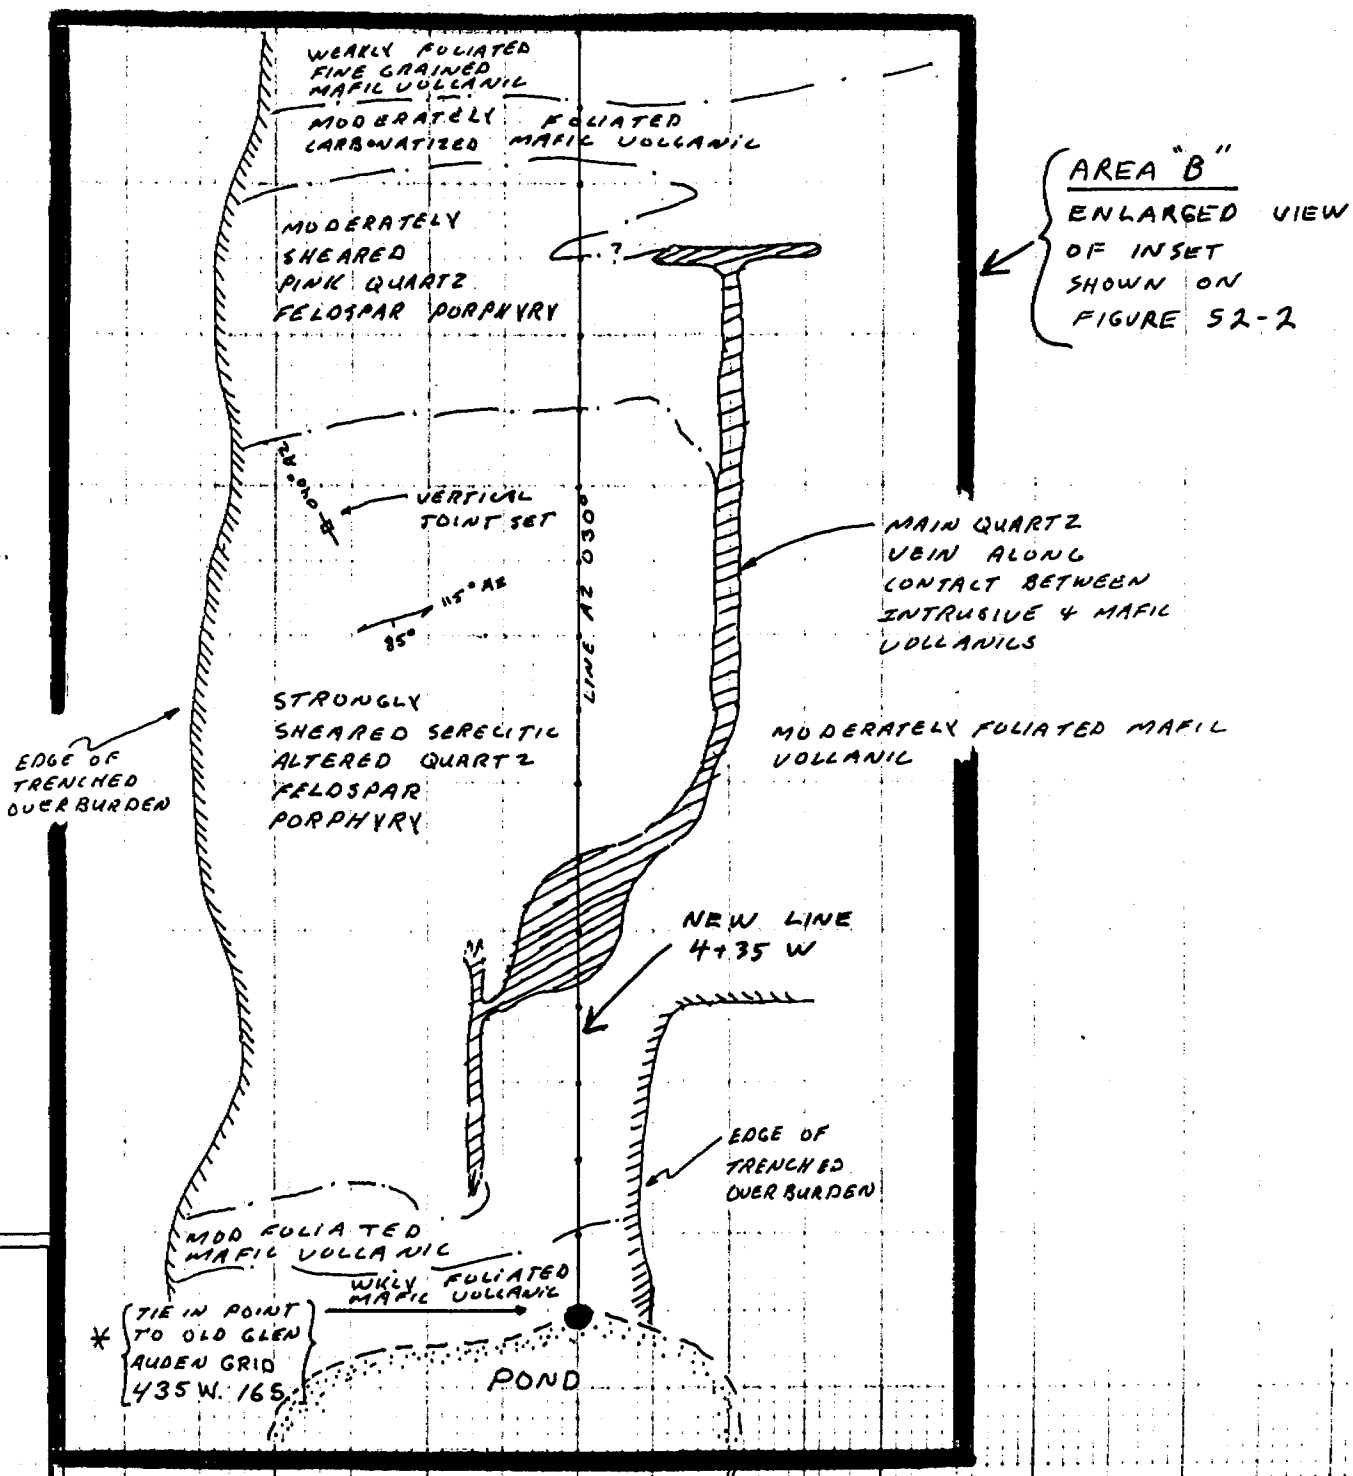 WEAKLY FOLIATED
FINE GRAINED
MAFIC VOLCANIC
MODERATELY FOLIATED
CARBONATIZED MAFIC VOLCANIC
AREA "B"
ENLARGED VIEW
OF INSET
SHOWN ON
FIGURE 52-2
MODERATELY
SHEARED
PINK QUARTZ
FELDSPAR PORPHYRY
?
040° AZ
VERTICAL
JOINT SET
LINE AZ 030°
MAIN QUARTZ
VEIN ALONG
CONTACT BETWEEN
INTRUSIVE & MAFIC
VOLCANICS
115° AZ
85°
STRONGLY
SHEARED SERICITIC
ALTERED QUARTZ
FELDSPAR
PORPHYRY
MODERATELY FOLIATED MAFIC
VOLCANIC
EDGE OF
TRENCHED
OVERBURDEN
NEW LINE
4+35 W
EDGE OF
TRENCHED
OVERBURDEN
MOD FOLIATED
MAFIC VOLCANIC
WKLY FOLIATED
MAFIC VOLCANIC
* TIE IN POINT
TO OLD GLEN
AUDEN GRID
435 W. 16S
POND